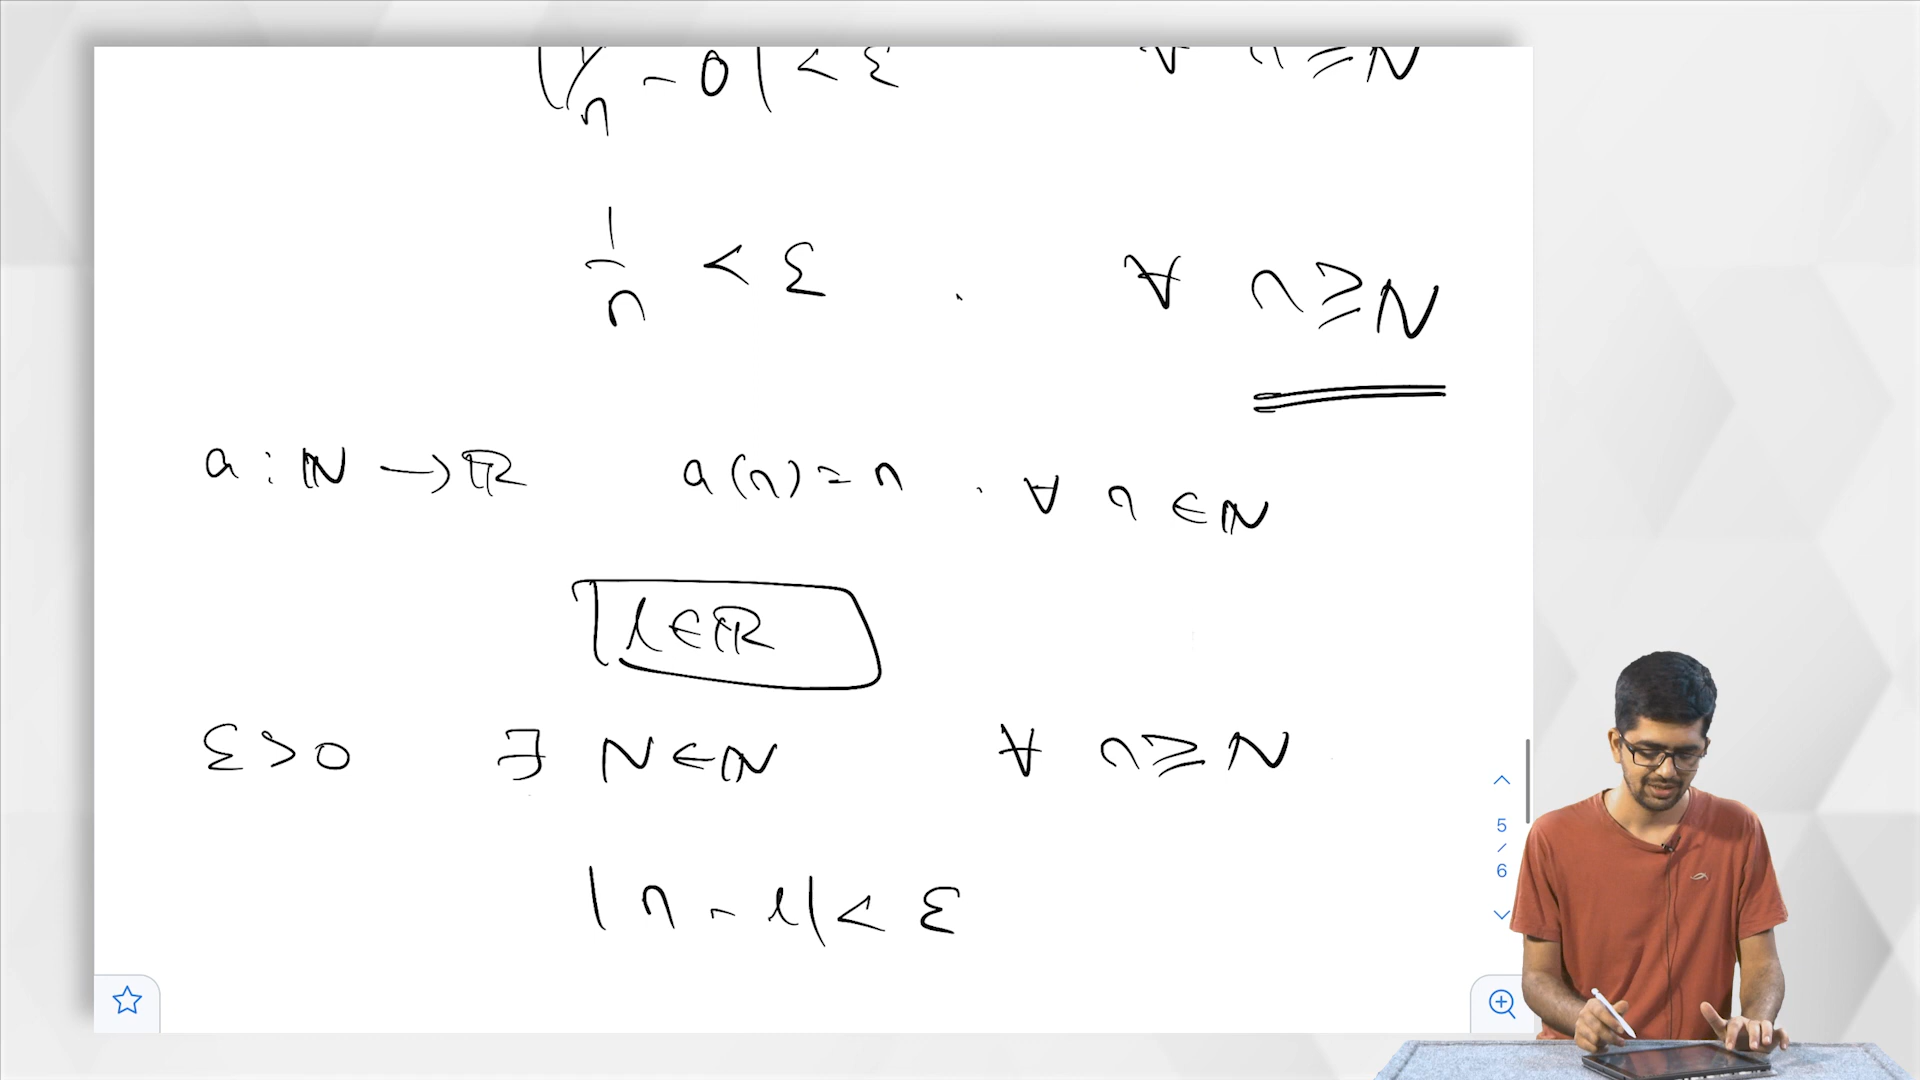 |1/n - 0| < ε ∀ n ≥ N
1/n < ε . ∀ n ≥ N
a : ℕ → ℝ a(n) = n . ∀ n ∈ ℕ
l ∈ ℝ
ε > 0 ∃ N ∈ ℕ ∀ n ≥ N
|n - l| < ε
5
/
6